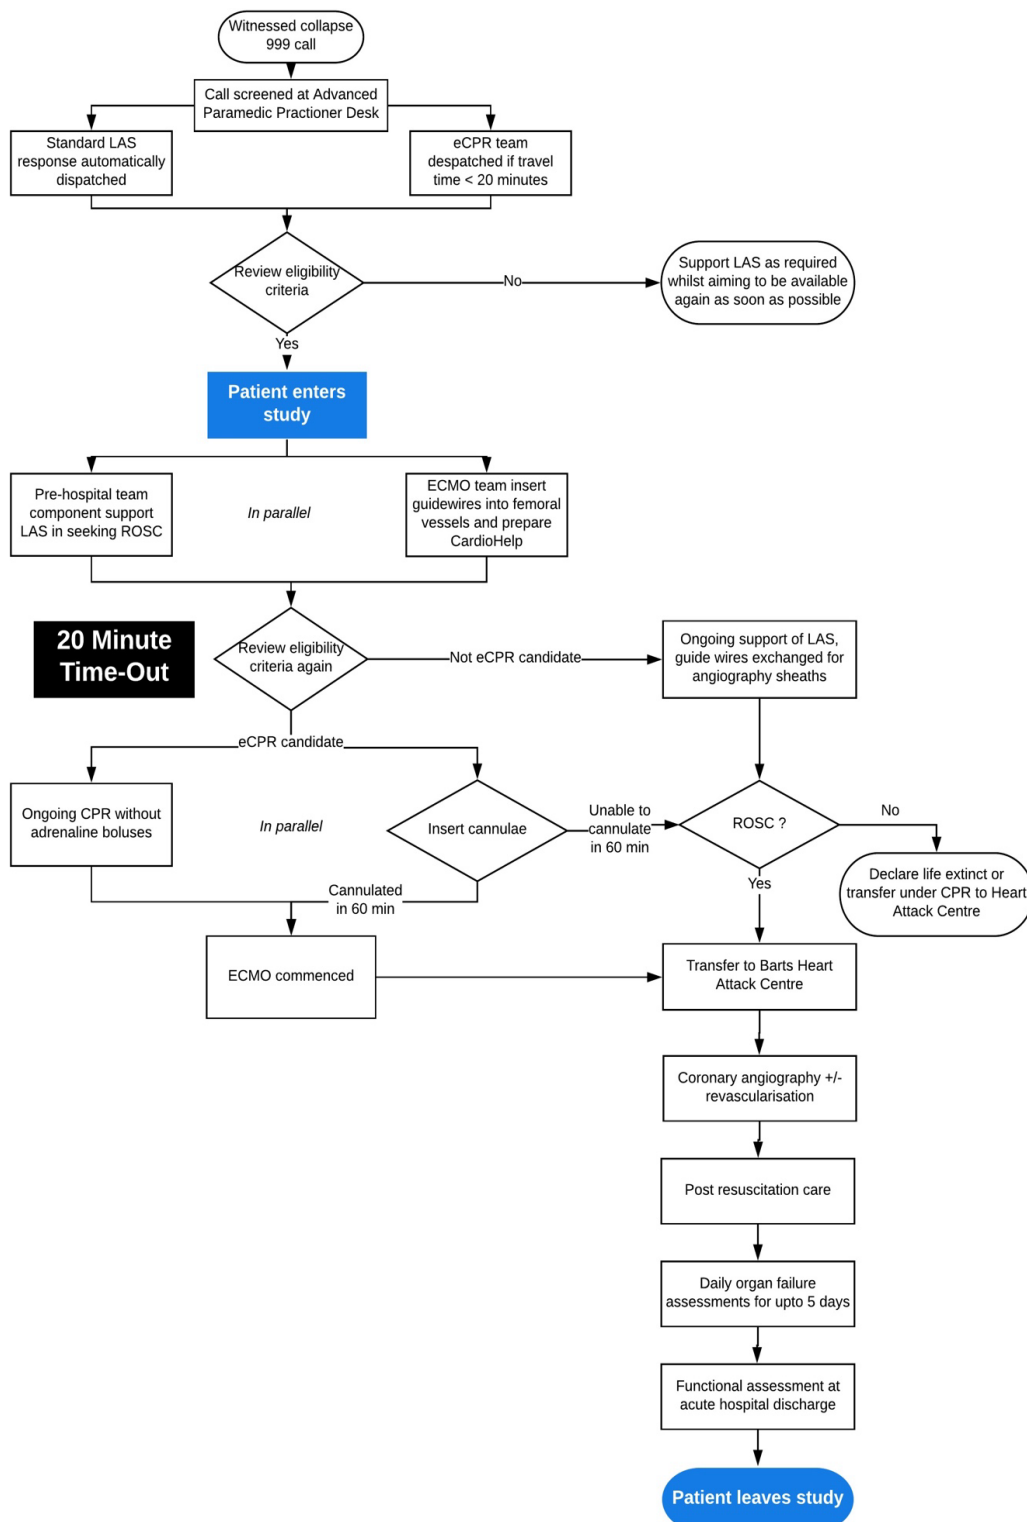 Witnessed collapse
999 call
Call screened at Advanced
Paramedic Practioner Desk
Standard LAS
response automatically
dispatched
eCPR team
despatched if travel
time < 20 minutes
Review eligibility
criteria
No
Support LAS as required
whilst aiming to be available
again as soon as possible
Yes
Patient enters
study
Pre-hospital team
component support
LAS in seeking ROSC
In parallel
ECMO team insert
guidewires into femoral
vessels and prepare
CardioHelp
20 Minute
Time-Out
Review eligibility
criteria again
Not eCPR candidate
Ongoing support of LAS,
guide wires exchanged for
angiography sheaths
eCPR candidate
Ongoing CPR without
adrenaline boluses
In parallel
Insert cannulae
Unable to
cannulate
in 60 min
ROSC ?
No
Declare life extinct or
transfer under CPR to Heart
Attack Centre
Yes
Cannulated
in 60 min
ECMO commenced
Transfer to Barts Heart
Attack Centre
Coronary angiography +/-
revascularisation
Post resuscitation care
Daily organ failure
assessments for upto 5 days
Functional assessment at
acute hospital discharge
Patient leaves study